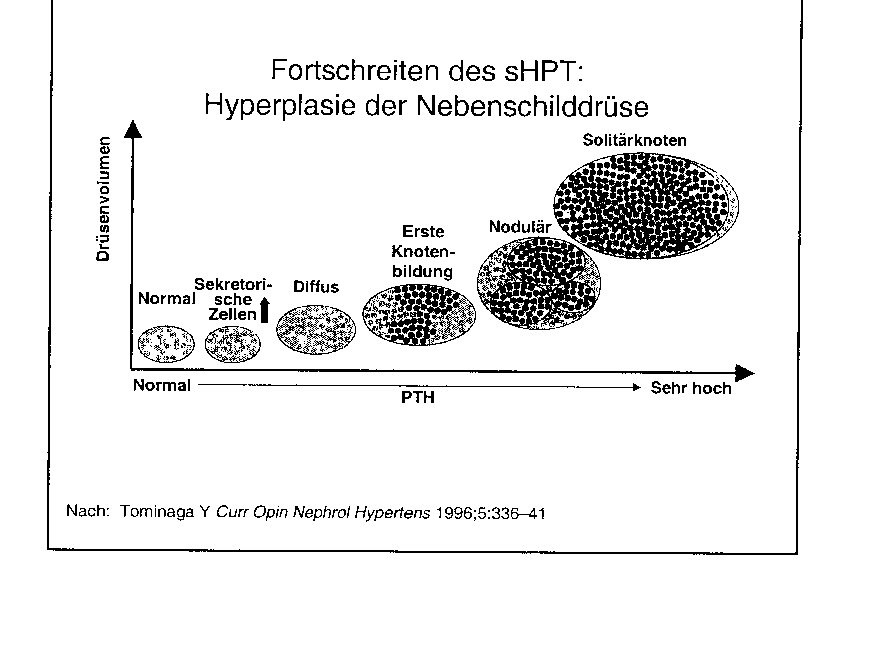 Fortschreiten des sHPT:
Hyperplasie der Nebenschilddrüse
Solitärknoten
Drüsenvolumen
Erste
Knoten-
bildung
Nodulär
Normal
Sekretori-
sche
Zellen
Diffus
Normal
PTH
Sehr hoch
Nach: Tominaga Y Curr Opin Nephrol Hypertens 1996;5:336–41